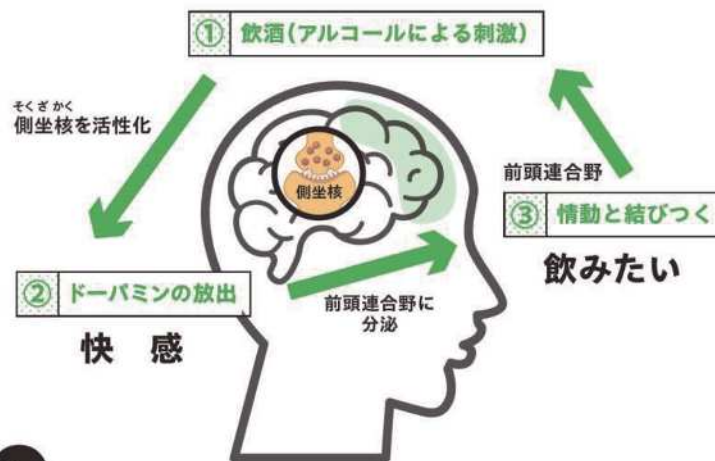 ① 飲酒(アルコールによる刺激)
そくざかく
側坐核を活性化
側坐核
前頭連合野
③ 情動と結びつく
飲みたい
② ドーパミンの放出
快 感
前頭連合野に
分泌